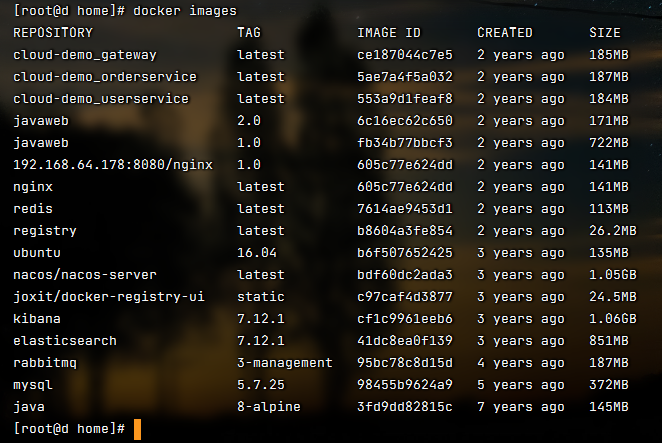 [root@d home]# docker images
REPOSITORY TAG IMAGE ID CREATED SIZE
cloud-demo_gateway latest ce187044c7e5 2 years ago 185MB
cloud-demo_orderservice latest 5ae7a4f5a032 2 years ago 187MB
cloud-demo_userservice latest 553a9d1feaf8 2 years ago 184MB
javaweb 2.0 6c16ec62c650 2 years ago 171MB
javaweb 1.0 fb34b77bbcf3 2 years ago 722MB
192.168.64.178:8080/nginx 1.0 605c77e624dd 2 years ago 141MB
nginx latest 605c77e624dd 2 years ago 141MB
redis latest 7614ae9453d1 2 years ago 113MB
registry latest b8604a3fe854 2 years ago 26.2MB
ubuntu 16.04 b6f507652425 3 years ago 135MB
nacos/nacos-server latest bdf60dc2ada3 3 years ago 1.05GB
joxit/docker-registry-ui static c97caf4d3877 3 years ago 24.5MB
kibana 7.12.1 cf1c9961eeb6 3 years ago 1.06GB
elasticsearch 7.12.1 41dc8ea0f139 3 years ago 851MB
rabbitmq 3-management 95bc78c8d15d 4 years ago 187MB
mysql 5.7.25 98455b9624a9 5 years ago 372MB
java 8-alpine 3fd9dd82815c 7 years ago 145MB
[root@d home]#